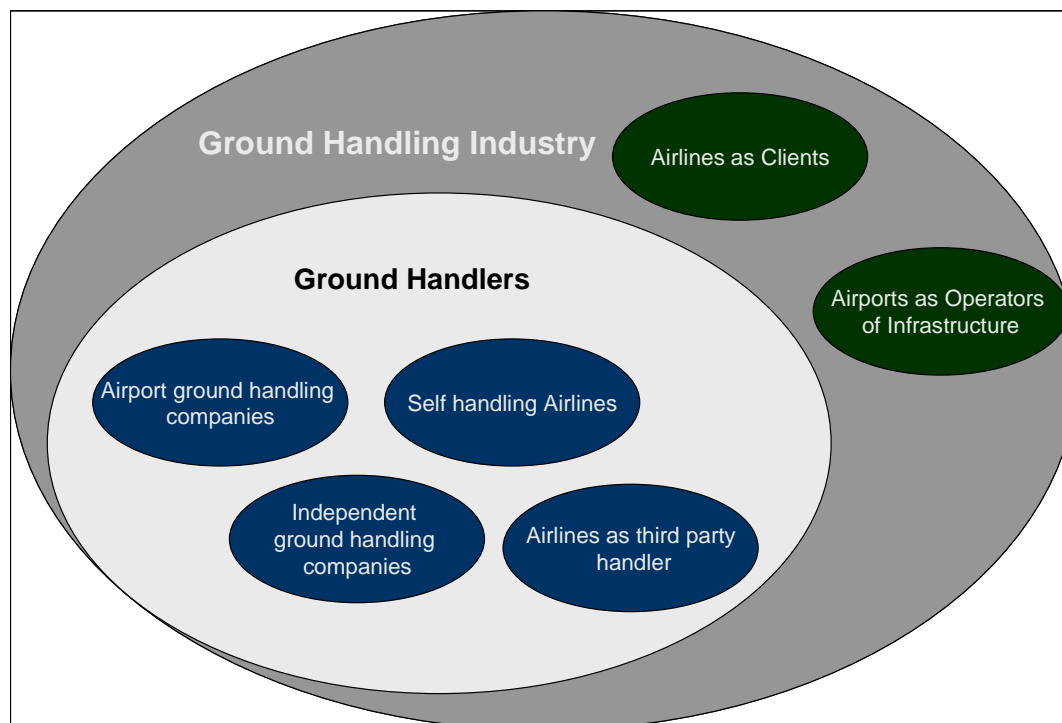 Ground Handling Industry
Airlines as Clients
Airports as Operators
of Infrastructure
Ground Handlers
Airport ground handling
companies
Self handling Airlines
Independent
ground handling
companies
Airlines as third party
handler